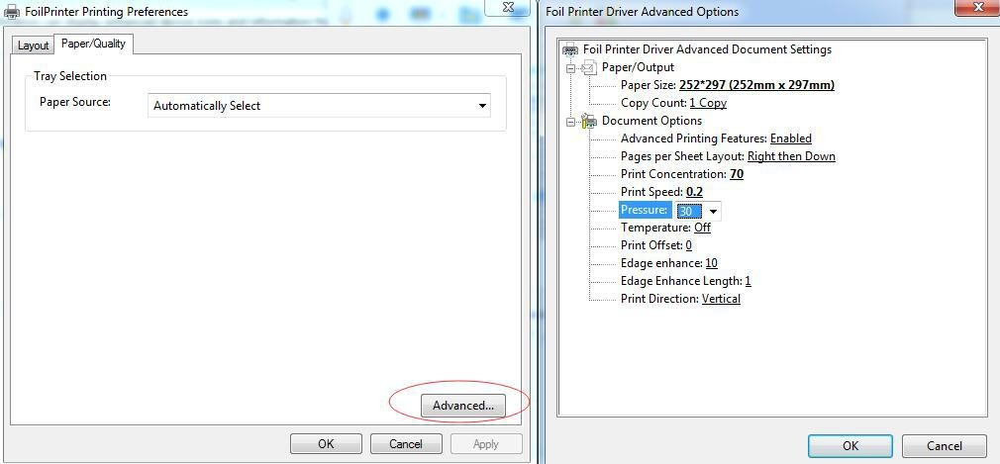 FoilPrinter Printing Preferences
Layout
Paper/Quality
Tray Selection
Paper Source:
Automatically Select
Advanced...
OK
Cancel
Apply
Foil Printer Driver Advanced Options
Foil Printer Driver Advanced Document Settings
Paper/Output
Paper Size: 252*297 (252mm x 297mm)
Copy Count: 1 Copy
Document Options
Advanced Printing Features: Enabled
Pages per Sheet Layout: Right then Down
Print Concentration: 70
Print Speed: 0.2
Pressure: 30
Temperature: Off
Print Offset: 0
Edage enhance: 10
Edage Enhance Length: 1
Print Direction: Vertical
OK
Cancel